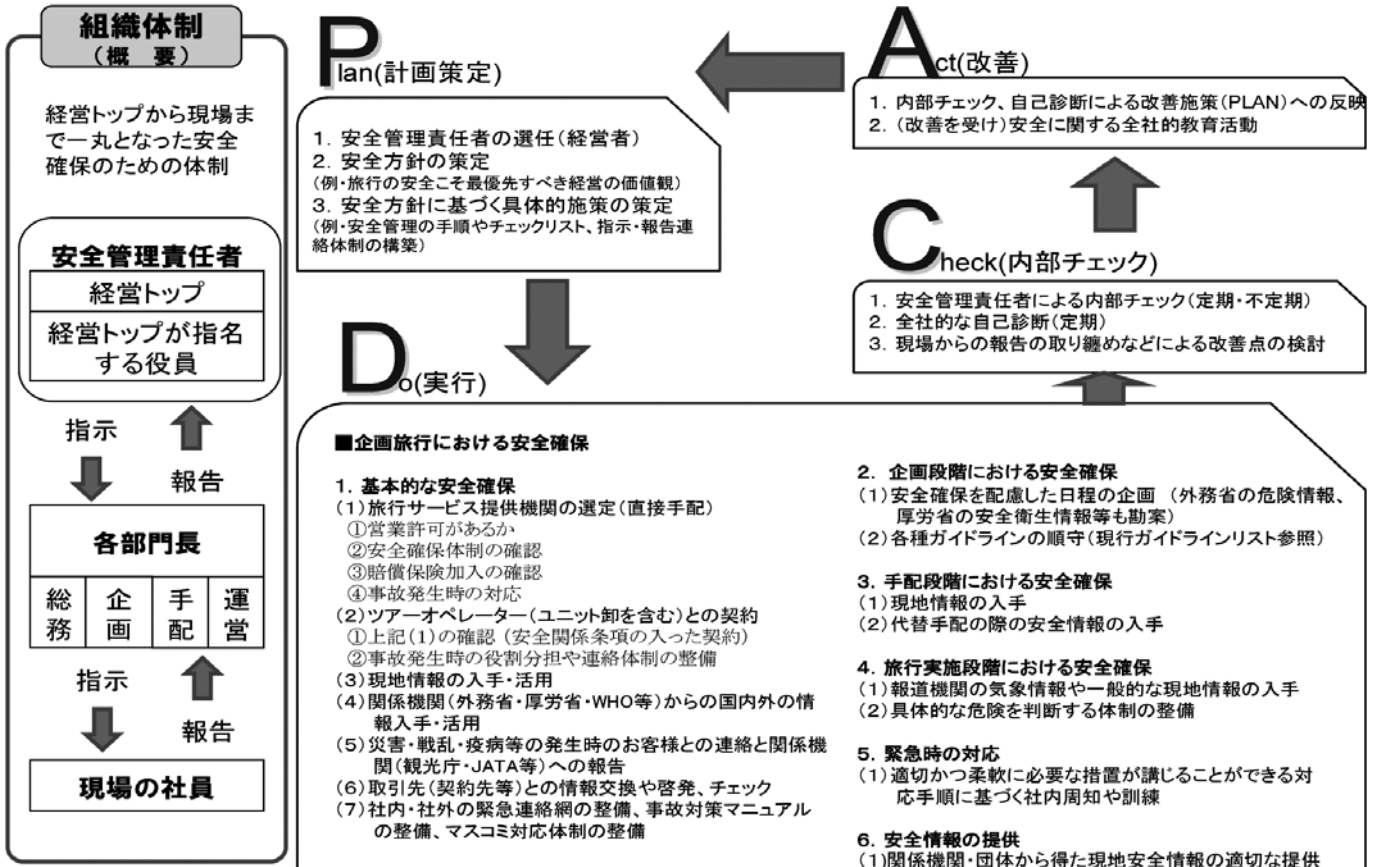 組織体制
(概 要)
経営トップから現場ま
で一丸となった安全
確保のための体制
安全管理責任者
経営トップ
経営トップが指名
する役員
指示
報告
各部門長
総務
企画
手配
運営
指示
報告
現場の社員
Plan(計画策定)
1. 安全管理責任者の選任(経営者)
2. 安全方針の策定
(例・旅行の安全こそ最優先すべき経営の価値観)
3. 安全方針に基づく具体的施策の策定
(例・安全管理の手順やチェックリスト、指示・報告連
絡体制の構築)
Do(実行)
■企画旅行における安全確保
1. 基本的な安全確保
(1)旅行サービス提供機関の選定(直接手配)
①営業許可があるか
②安全確保体制の確認
③賠償保険加入の確認
④事故発生時の対応
(2)ツアーオペレーター(ユニット卸を含む)との契約
①上記(1)の確認 (安全関係条項の入った契約)
②事故発生時の役割分担や連絡体制の整備
(3)現地情報の入手・活用
(4)関係機関(外務省・厚労省・WHO等)からの国内外の情
報入手・活用
(5)災害・戦乱・疫病等の発生時のお客様との連絡と関係機
関(観光庁・JATA等)への報告
(6)取引先(契約先等)との情報交換や啓発、チェック
(7)社内・社外の緊急連絡網の整備、事故対策マニュアル
の整備、マスコミ対応体制の整備
2. 企画段階における安全確保
(1)安全確保を配慮した日程の企画 (外務省の危険情報、
厚労省の安全衛生情報等も勘案)
(2)各種ガイドラインの順守(現行ガイドラインリスト参照)
3. 手配段階における安全確保
(1)現地情報の入手
(2)代替手配の際の安全情報の入手
4. 旅行実施段階における安全確保
(1)報道機関の気象情報や一般的な現地情報の入手
(2)具体的な危険を判断する体制の整備
5. 緊急時の対応
(1)適切かつ柔軟に必要な措置が講じることができる対
応手順に基づく社内周知や訓練
6. 安全情報の提供
(1)関係機関・団体から得た現地安全情報の適切な提供
Check(内部チェック)
1. 安全管理責任者による内部チェック(定期・不定期)
2. 全社的な自己診断(定期)
3. 現場からの報告の取り纏めなどによる改善点の検討
Act(改善)
1. 内部チェック、自己診断による改善施策(PLAN)への反映
2. (改善を受け)安全に関する全社的教育活動